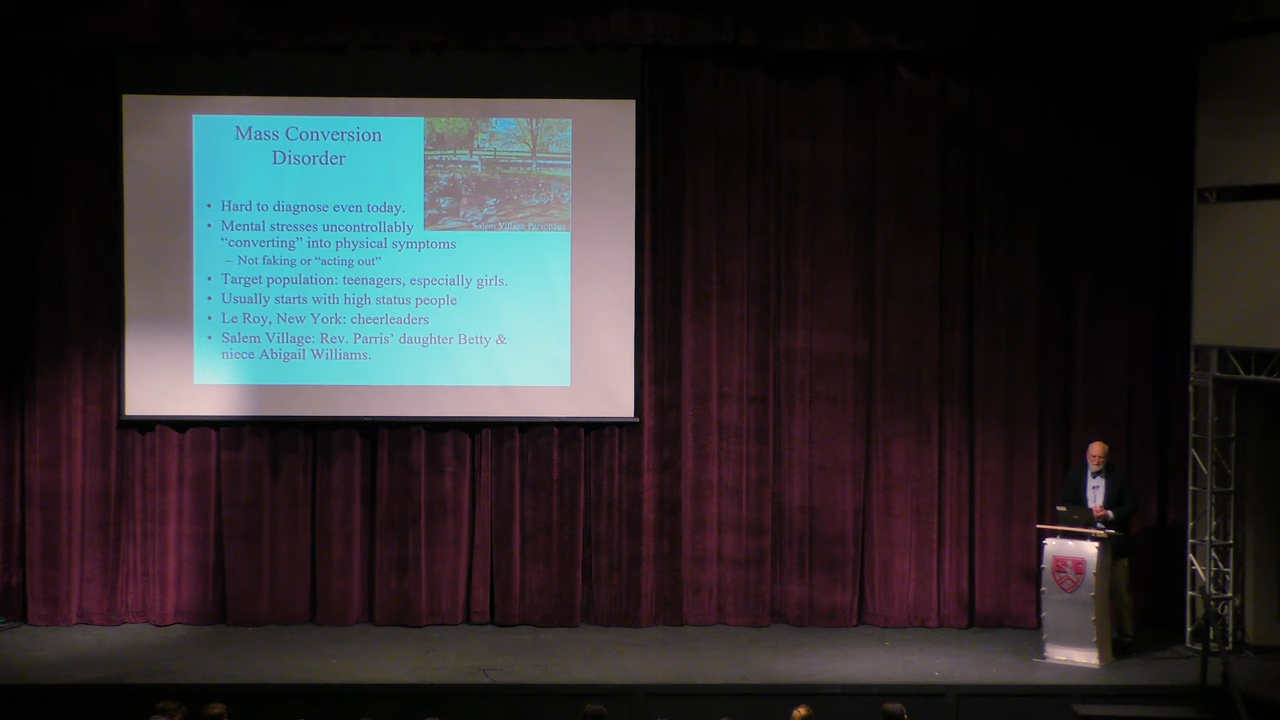 Mass Conversion
Disorder
• Hard to diagnose even today.
• Mental stresses uncontrollably
“converting” into physical symptoms
– Not faking or “acting out”
• Target population: teenagers, especially girls.
• Usually starts with high status people
• Le Roy, New York: cheerleaders
• Salem Village: Rev. Parris’ daughter Betty &
niece Abigail Williams.
Salem Village Parsonage